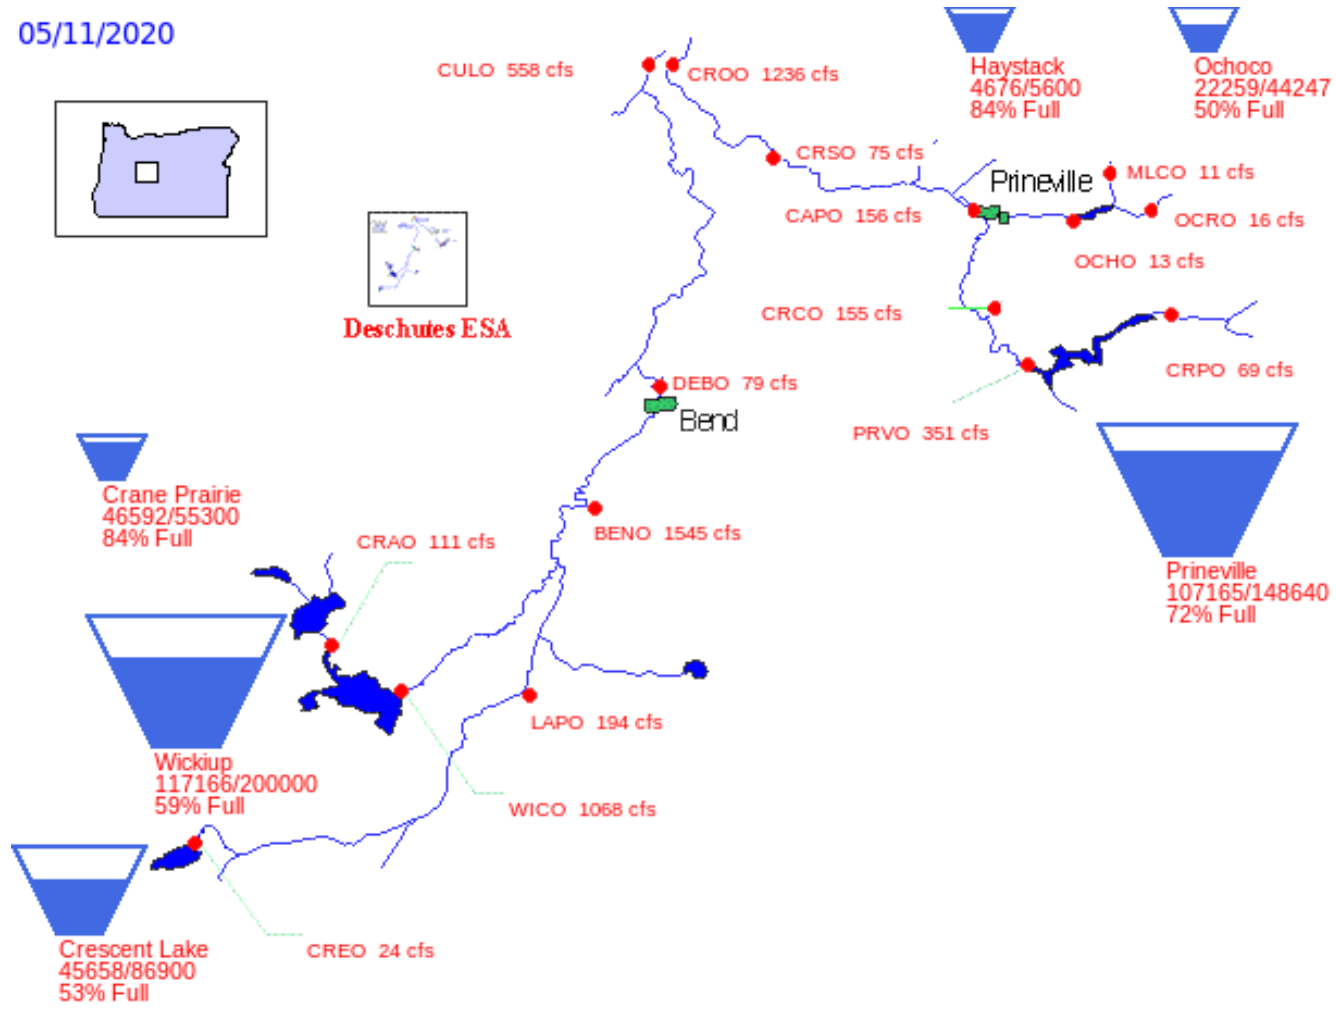 05/11/2020
CULO 558 cfs
CROO 1236 cfs
Haystack
4676/5600
84% Full
Ochoco
22259/44247
50% Full
CRSO 75 cfs
Prineville
MLCO 11 cfs
CAPO 156 cfs
OCRO 16 cfs
OCHO 13 cfs
CRCO 155 cfs
Deschutes ESA
CRPO 69 cfs
DEBO 79 cfs
Bend
PRVO 351 cfs
Crane Prairie
46592/55300
84% Full
BENO 1545 cfs
CRAO 111 cfs
Prineville
107165/148640
72% Full
LAPO 194 cfs
Wickiup
117166/200000
59% Full
WICO 1068 cfs
Crescent Lake
45658/86900
53% Full
CREO 24 cfs